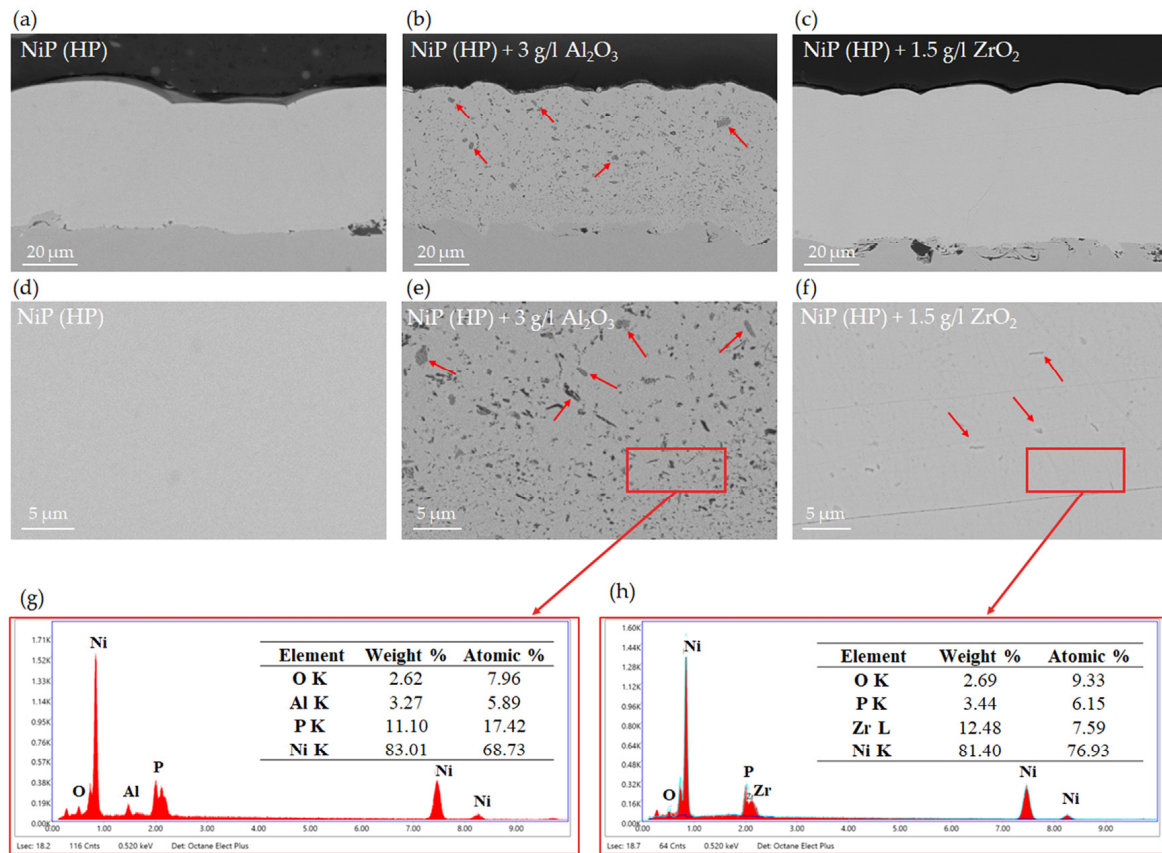 (a)
NiP (HP)
20 µm
(b)
NiP (HP) + 3 g/l Al₂O₃
20 µm
(c)
NiP (HP) + 1.5 g/l ZrO₂
20 µm
(d)
NiP (HP)
5 µm
(e)
NiP (HP) + 3 g/l Al₂O₃
5 µm
(f)
NiP (HP) + 1.5 g/l ZrO₂
5 µm
(g)
1.71K
1.52K
1.33K
1.14K
0.95K
0.76K
0.57K
0.38K
0.19K
0.00K
Ni
O
Al
P
Ni
Ni
Element Weight % Atomic %
O K 2.62 7.96
Al K 3.27 5.89
P K 11.10 17.42
Ni K 83.01 68.73
0.00 1.00 2.00 3.00 4.00 5.00 6.00 7.00 8.00 9.00
Lsec: 18.2 116 Cnts 0.520 keV Det: Octane Elect Plus
(h)
1.60K
1.44K
1.28K
1.12K
0.96K
0.80K
0.64K
0.48K
0.32K
0.16K
0.00K
Ni
O
P
Zr
Ni
Ni
Element Weight % Atomic %
O K 2.69 9.33
P K 3.44 6.15
Zr L 12.48 7.59
Ni K 81.40 76.93
0.00 1.00 2.00 3.00 4.00 5.00 6.00 7.00 8.00 9.00
Lsec: 18.7 64 Cnts 0.520 keV Det: Octane Elect Plus